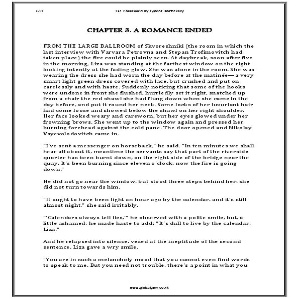 CHAPTER 3. A ROMANCE ENDED
FROM THE LARGE BALLROOM of Skvoreshniki (the room in which the
last interview with Varvara Petrovna and Stepan Trofimovitch had
taken place) the fire could be plainly seen. At daybreak, soon after five
in the morning, Liza was standing at the farthest window on the right
looking intently at the fading glow. She was alone in the room. She was
wearing the dress she had worn the day before at the matinee—a very
smart light green dress covered with lace, but crushed and put on
carelessly and with haste. Suddenly noticing that some of the hooks
were undone in front she flushed, hurriedly set it right, snatched up
from a chair the red shawl she had flung down when she came in the
day before, and put it round her neck. Some locks of her luxuriant hair
had come loose and showed below the shawl on her right shoulder.
Her face looked weary and careworn, but her eyes glowed under her
frowning brows. She went up to the window again and pressed her
burning forehead against the cold pane. The door opened and Nikolay
Vsyevolodovitch came in.
"I've sent a messenger on horseback," he said. "In ten minutes we shall
hear all about it, meantime the servants say that part of the riverside
quarter has been burnt down, on the right side of the bridge near the
quay. It's been burning since eleven o'clock; now the fire is going
down."
He did not go near the window, but stood three steps behind her; she
did not turn towards him.
"It ought to have been light an hour ago by the calendar, and it's still
almost night," she said irritably.
"'Calendars always tell lies,'" he observed with a polite smile, but, a
little ashamed; he made haste to add: "It's dull to live by the calendar,
Liza."
And he relapsed into silence, vexed at the ineptitude of the second
sentence. Liza gave a wry smile.
"You are in such a melancholy mood that you cannot even find words
to speak to me. But you need not trouble, there's a point in what you